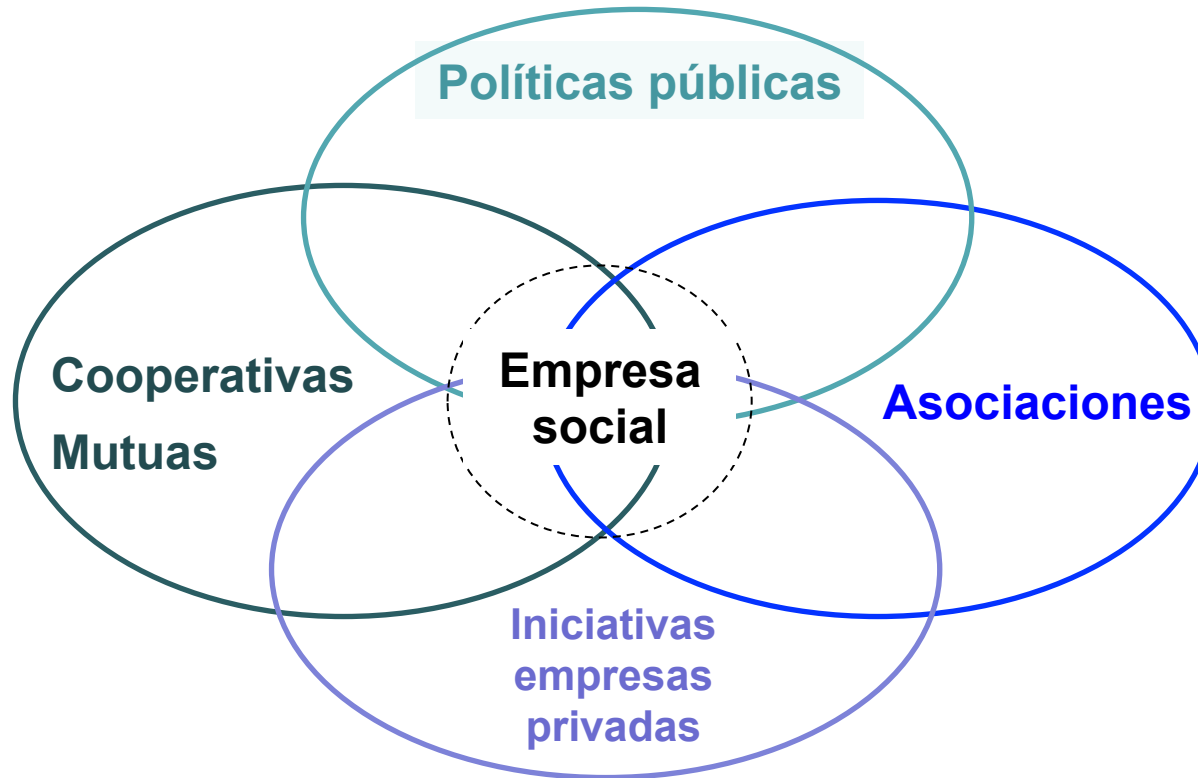 Políticas públicas
Cooperativas
Mutuas
Empresa
social
Asociaciones
Iniciativas
empresas
privadas